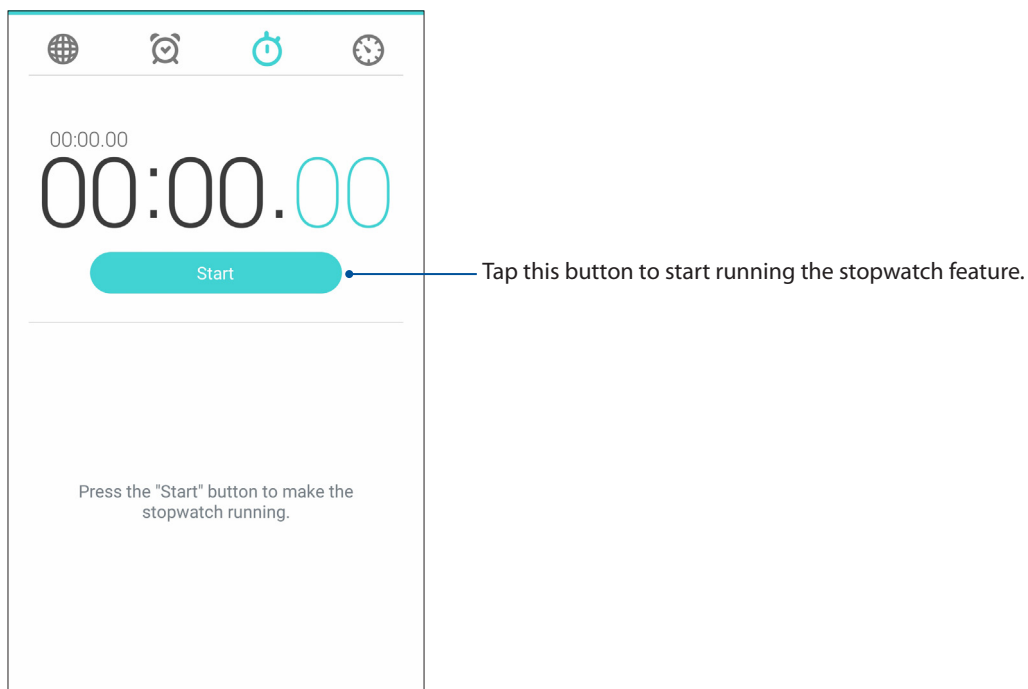 00:00.00
00:00.00
Start
Tap this button to start running the stopwatch feature.
Press the "Start" button to make the
stopwatch running.